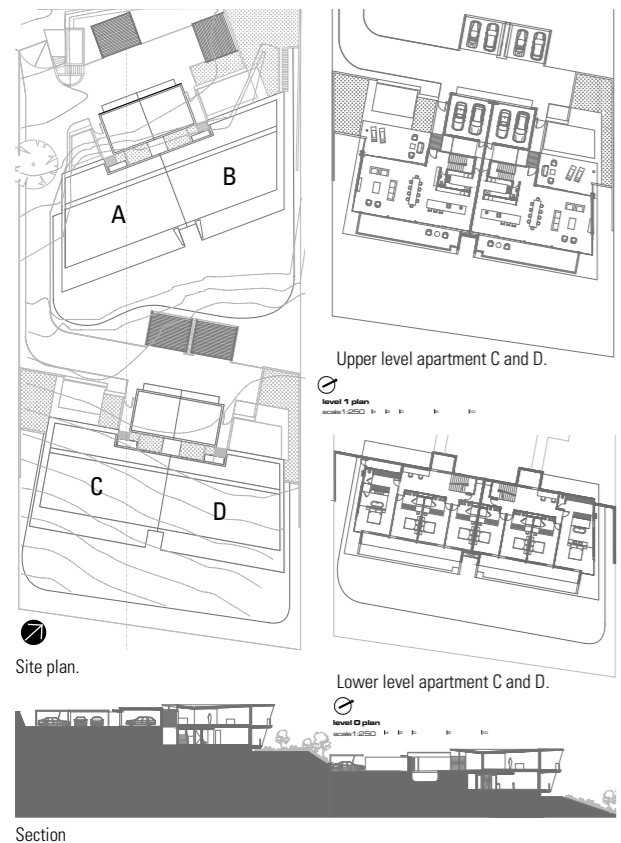 A
B
C
D
Site plan.
Upper level apartment C and D.
level 1 plan
scale1:250
Lower level apartment C and D.
level 0 plan
scale1:250
Section